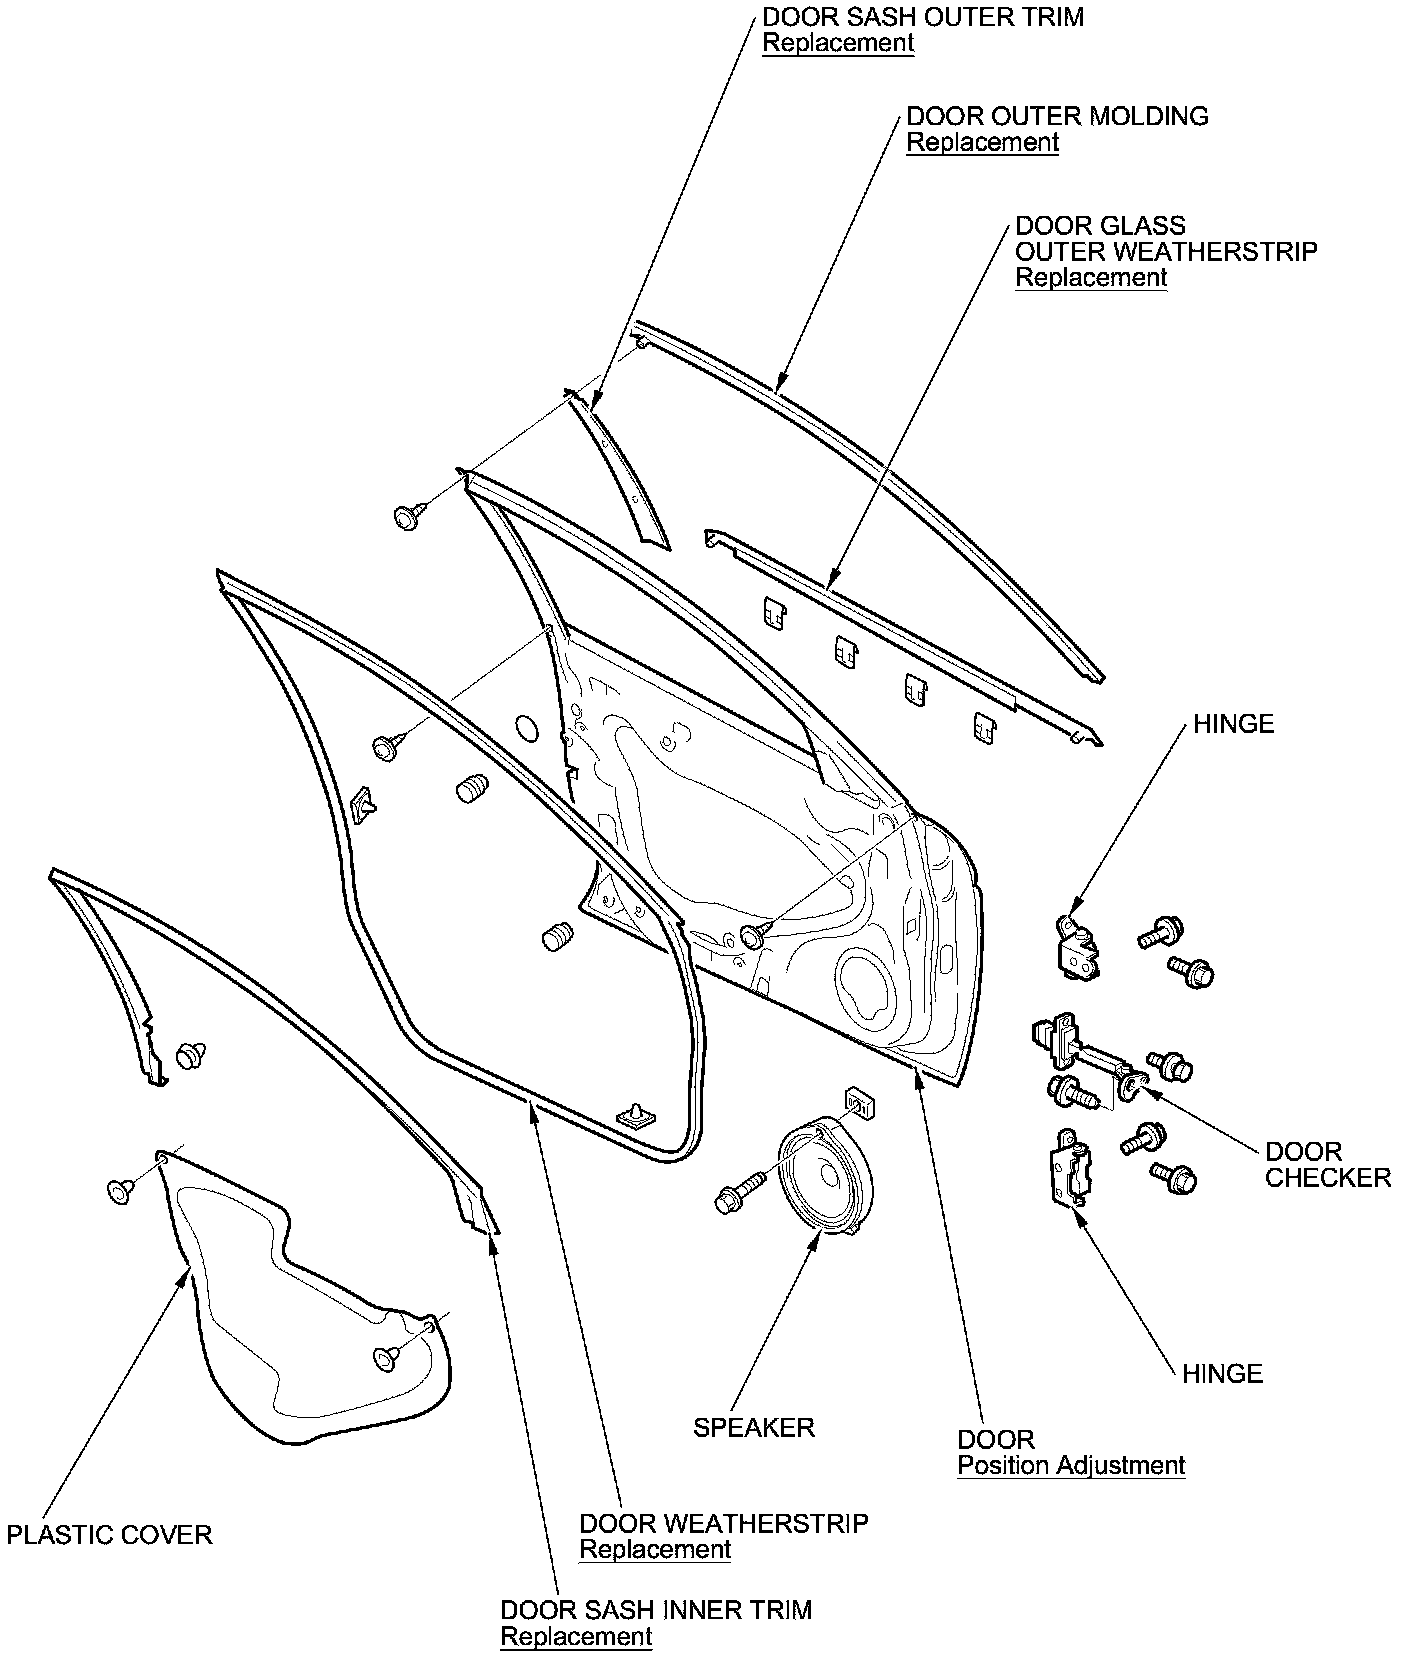 DOOR SASH OUTER TRIM
Replacement
DOOR OUTER MOLDING
Replacement
DOOR GLASS
OUTER WEATHERSTRIP
Replacement
HINGE
DOOR
CHECKER
HINGE
SPEAKER
DOOR
Position Adjustment
PLASTIC COVER
DOOR WEATHERSTRIP
Replacement
DOOR SASH INNER TRIM
Replacement